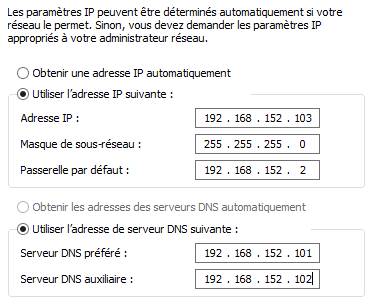 Les paramètres IP peuvent être déterminés automatiquement si votre
réseau le permet. Sinon, vous devez demander les paramètres IP
appropriés à votre administrateur réseau.
Obtenir une adresse IP automatiquement
Utiliser l'adresse IP suivante :
Adresse IP : 192 . 168 . 152 . 103
Masque de sous-réseau : 255 . 255 . 255 . 0
Passerelle par défaut : 192 . 168 . 152 . 2
Obtenir les adresses des serveurs DNS automatiquement
Utiliser l'adresse de serveur DNS suivante :
Serveur DNS préféré : 192 . 168 . 152 . 101
Serveur DNS auxiliaire : 192 . 168 . 152 . 102